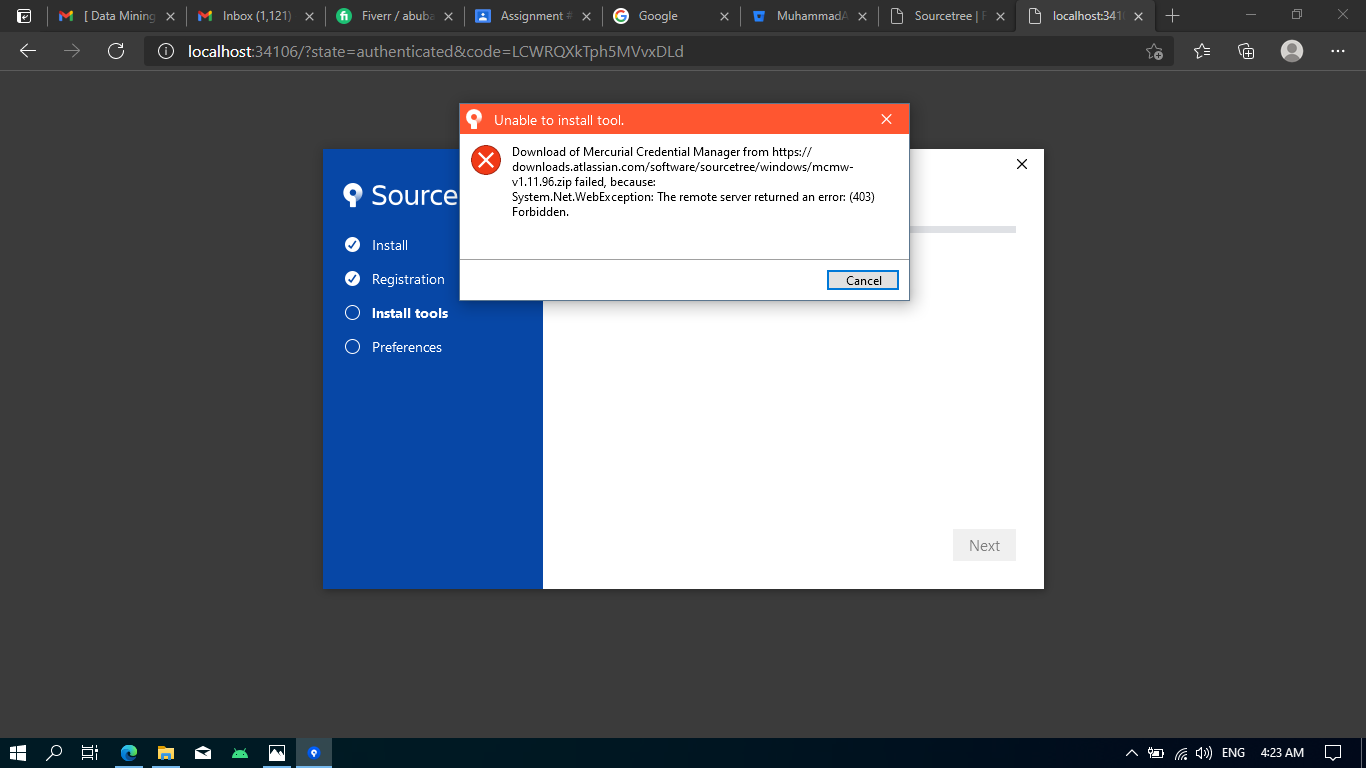 [ Data Mining
Inbox (1,121)
Fiverr / abuba
Assignment #
Google
MuhammadA
Sourcetree | F
localhost:3410
localhost:34106/?state=authenticated&code=LCWRQXkTph5MVvxDLd
Unable to install tool.
Download of Mercurial Credential Manager from https://
downloads.atlassian.com/software/sourcetree/windows/mcmw-
v1.11.96.zip failed, because:
System.Net.WebException: The remote server returned an error: (403)
Forbidden.
Cancel
Source
Install
Registration
Install tools
Preferences
Next
ENG
4:23 AM